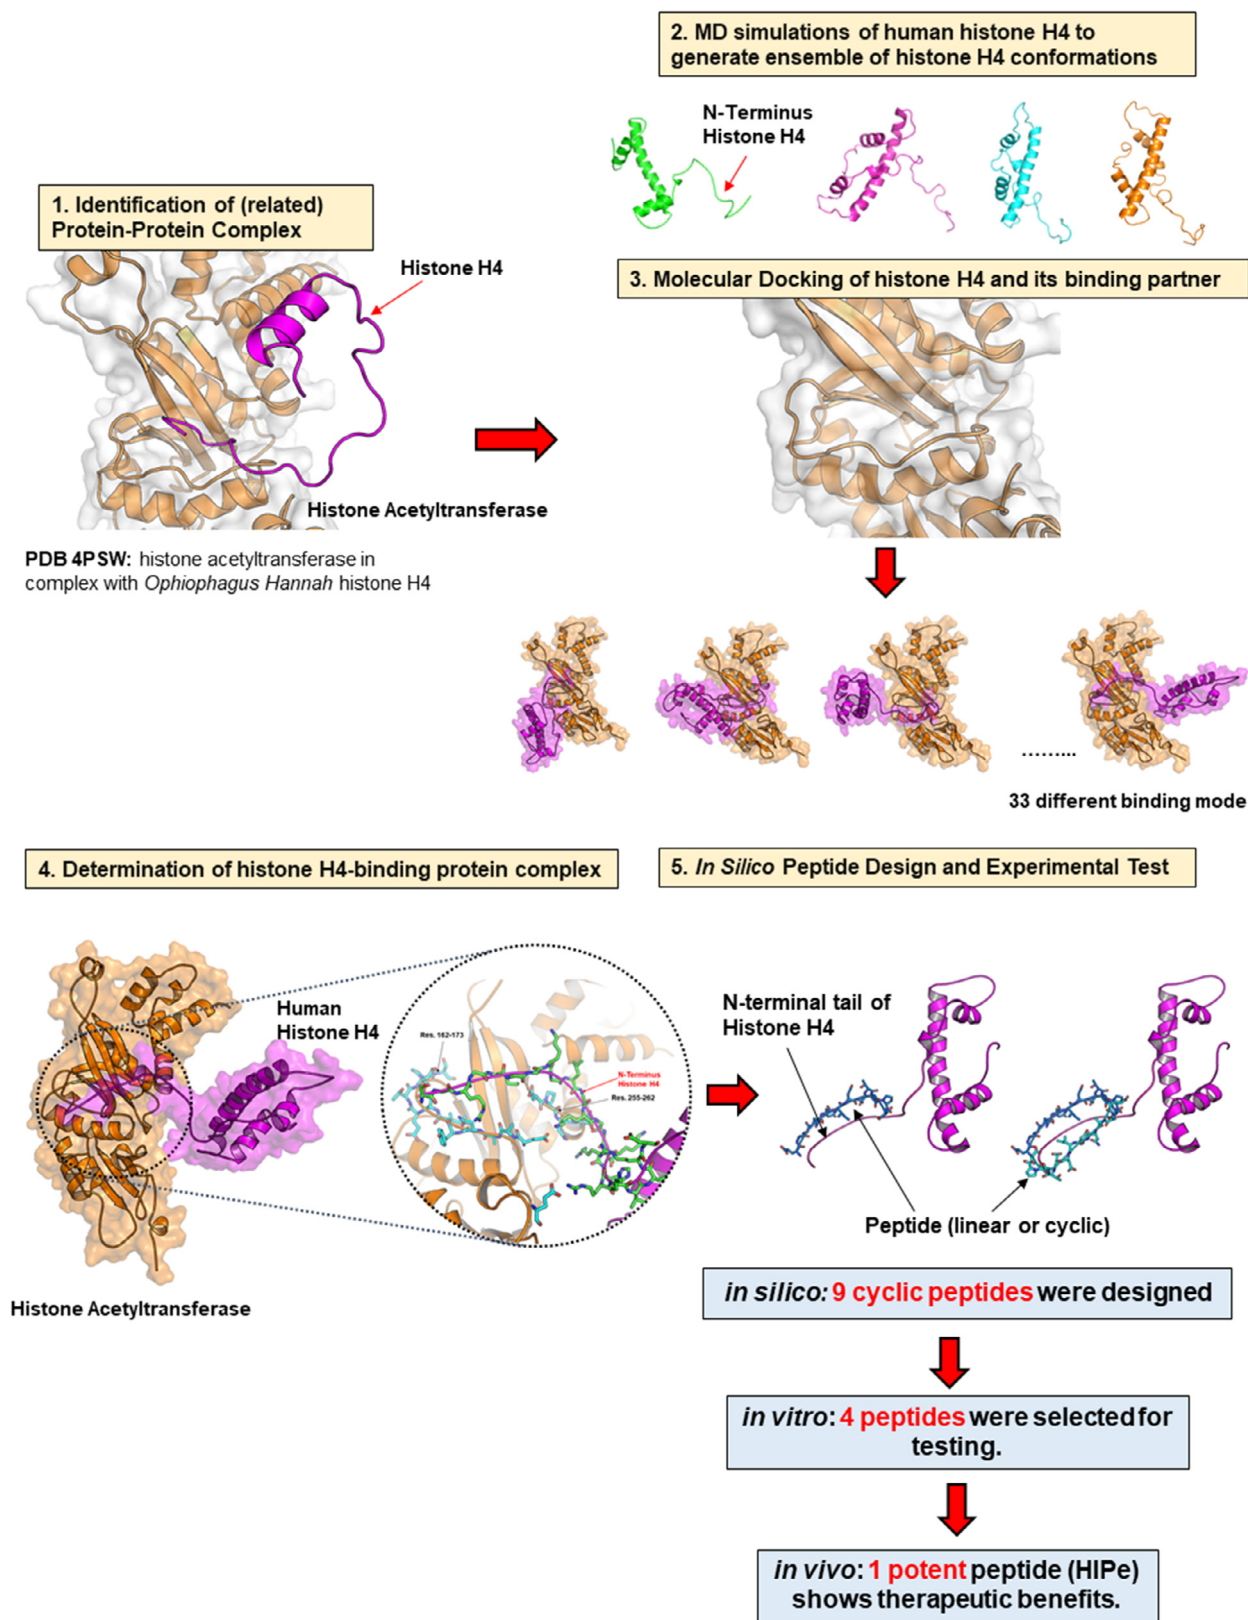 2. MD simulations of human histone H4 to
generate ensemble of histone H4 conformations
N-Terminus
Histone H4
1. Identification of (related)
Protein-Protein Complex
Histone H4
Histone Acetyltransferase
PDB 4PSW: histone acetyltransferase in
complex with Ophiophagus Hannah histone H4
3. Molecular Docking of histone H4 and its binding partner
.........
33 different binding mode
4. Determination of histone H4-binding protein complex
Human
Histone H4
Res. 162-173
N-Terminus
Histone H4
Res. 255-262
Histone Acetyltransferase
5. In Silico Peptide Design and Experimental Test
N-terminal tail of
Histone H4
Peptide (linear or cyclic)
in silico: 9 cyclic peptides were designed
in vitro: 4 peptides were selected for
testing.
in vivo: 1 potent peptide (HIPe)
shows therapeutic benefits.